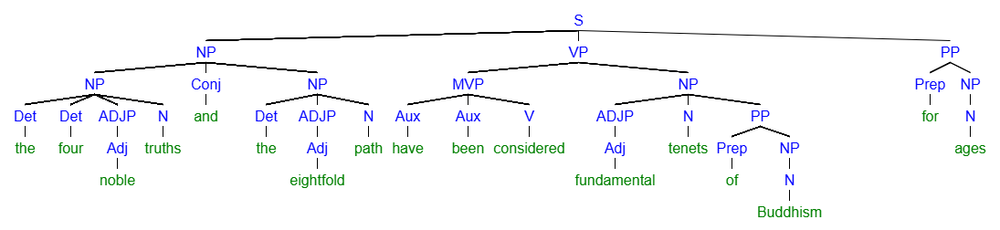 S
NP VP PP
NP Conj NP MVP NP Prep NP
Det Det ADJP N and Det ADJP N Aux Aux V ADJP N PP for N
the four Adj truths the Adj path have been considered Adj tenets Prep NP ages
noble eightfold fundamental of N
Buddhism